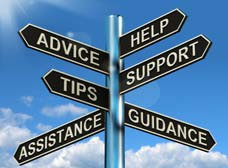 HELP
ADVICE
SUPPORT
TIPS
GUIDANCE
ASSISTANCE